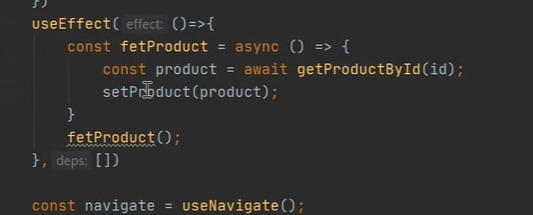 })
useEffect( effect: ()=>{
const fetProduct = async () => {
const product = await getProductById(id);
setProduct(product);
}
fetProduct();
}, deps: [])
const navigate = useNavigate();